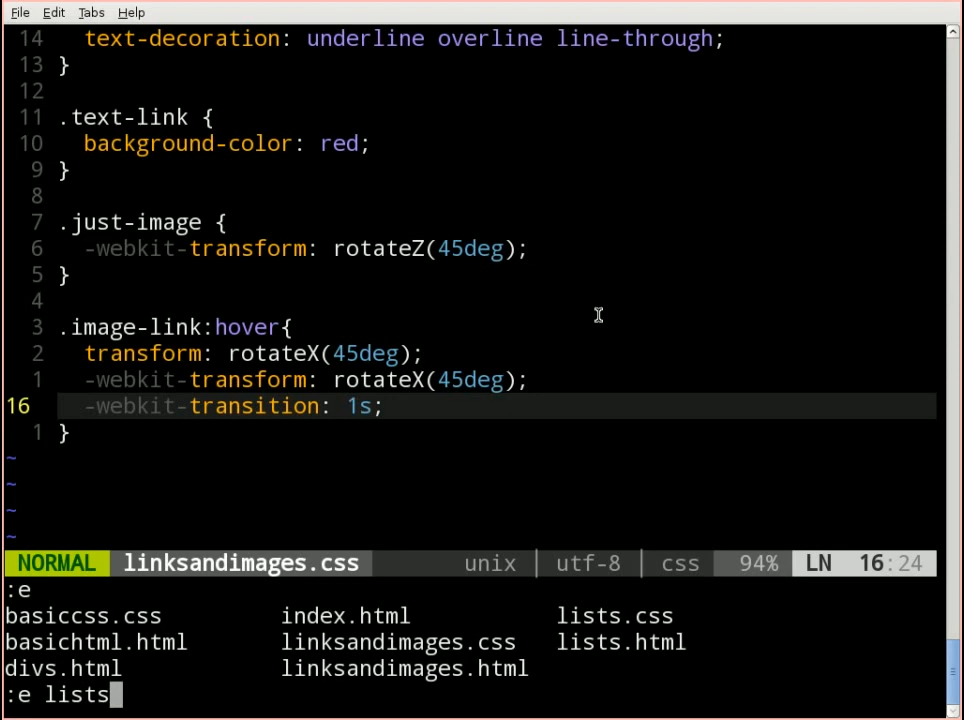 File Edit Tabs Help
14 text-decoration: underline overline line-through;
13 }
12
11 .text-link {
10 background-color: red;
9 }
8
7 .just-image {
6 -webkit-transform: rotateZ(45deg);
5 }
4
3 .image-link:hover{
2 transform: rotateX(45deg);
1 -webkit-transform: rotateX(45deg);
16 -webkit-transition: 1s;
1 }
~
~
~
~
NORMAL linksandimages.css unix | utf-8 | css 94% LN 16:24
:e
basiccss.css index.html lists.css
basichtml.html linksandimages.css lists.html
divs.html linksandimages.html
:e lists